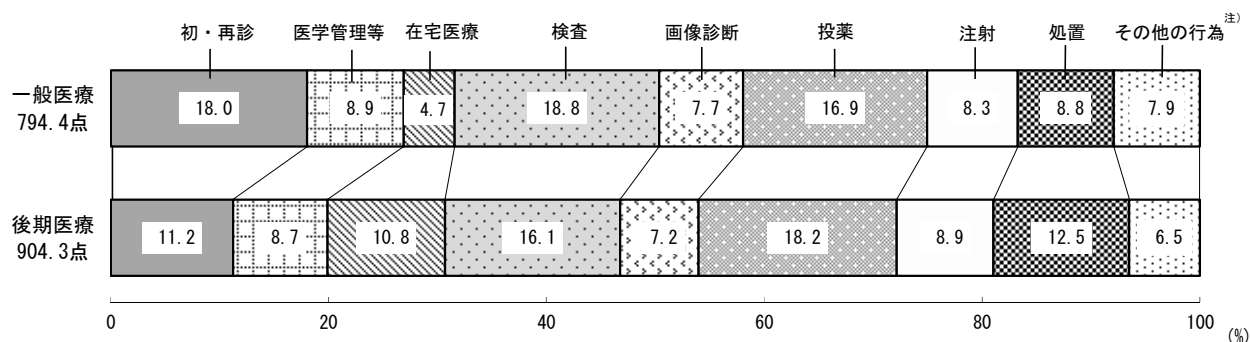 注）
初・再診 医学管理等 在宅医療 検査 画像診断 投薬 注射 処置 その他の行為
一般医療
794.4点
18.0 8.9 4.7 18.8 7.7 16.9 8.3 8.8 7.9
後期医療
904.3点
11.2 8.7 10.8 16.1 7.2 18.2 8.9 12.5 6.5
0 20 40 60 80 100
(%)